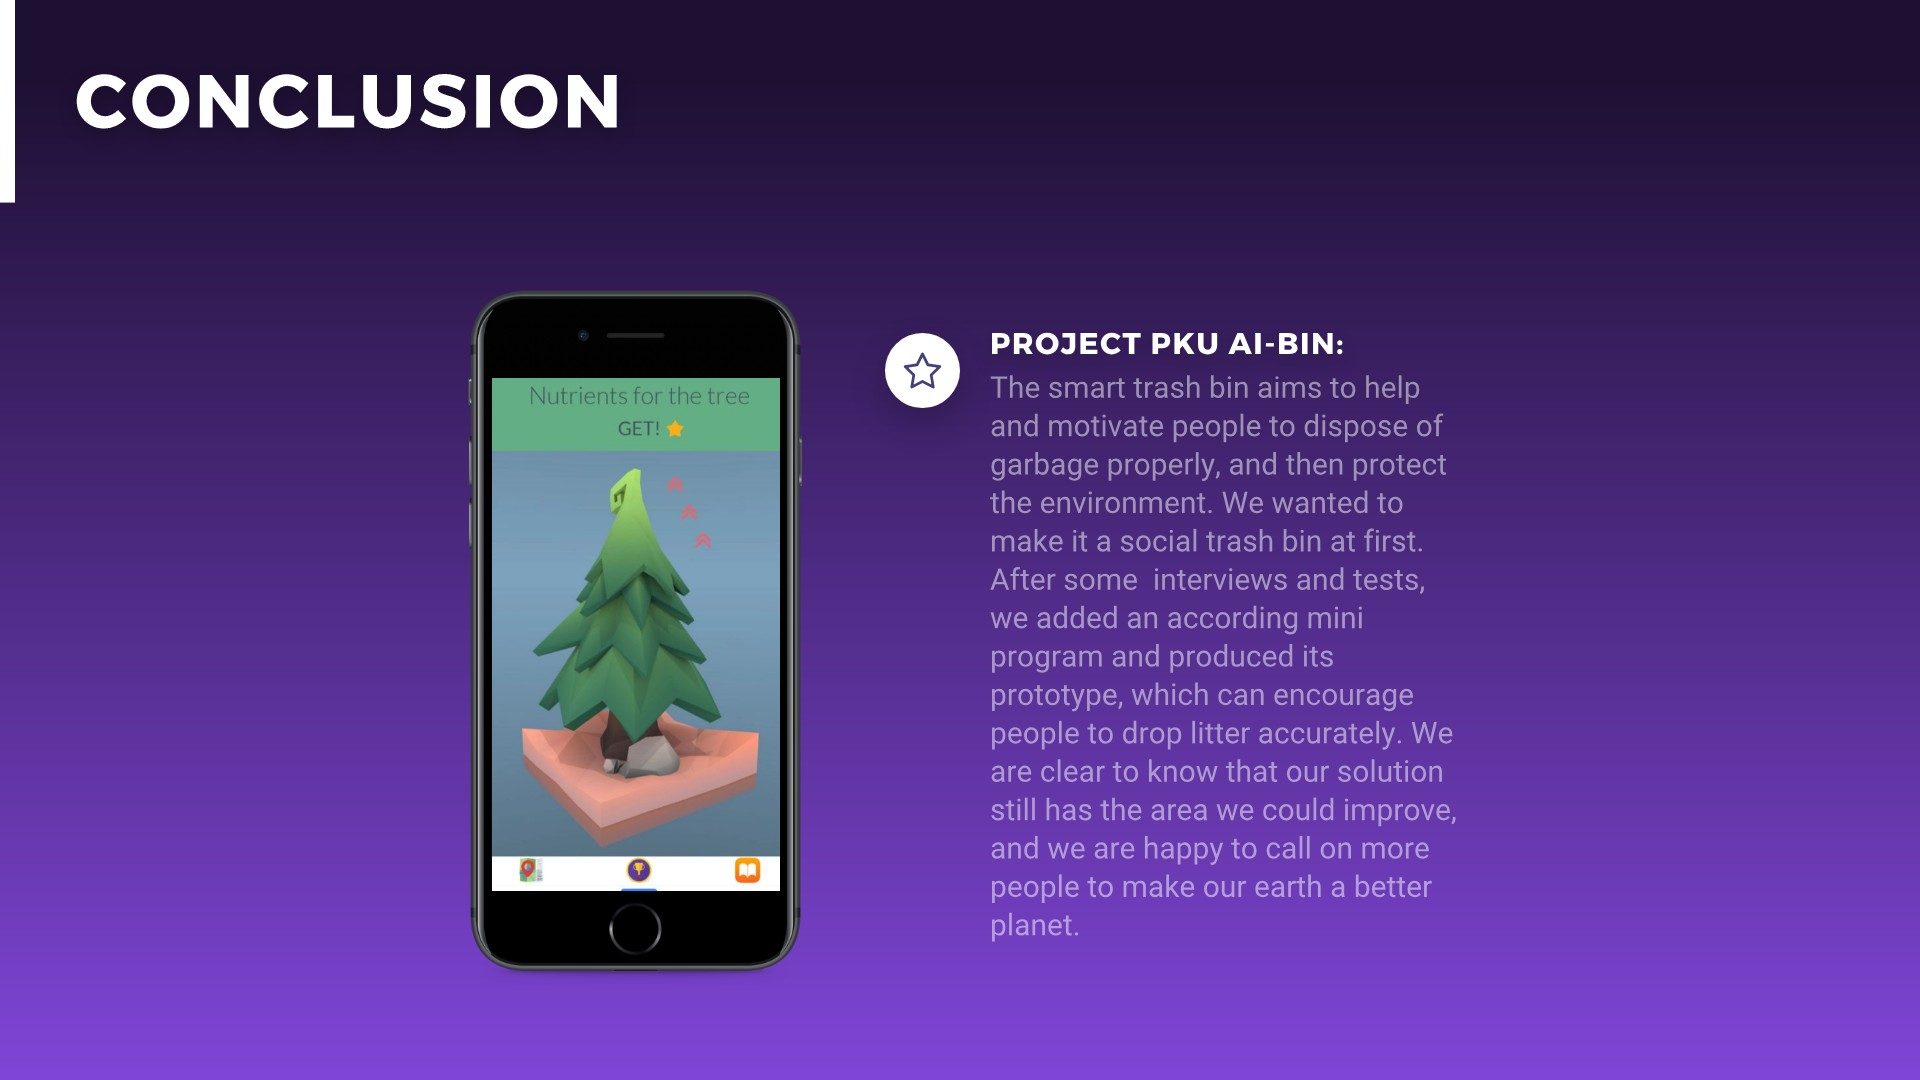 CONCLUSION
Nutrients for the tree
GET!
PROJECT PKU AI-BIN:
The smart trash bin aims to help
and motivate people to dispose of
garbage properly, and then protect
the environment. We wanted to
make it a social trash bin at first.
After some  interviews and tests,
we added an according mini
program and produced its
prototype, which can encourage
people to drop litter accurately. We
are clear to know that our solution
still has the area we could improve,
and we are happy to call on more
people to make our earth a better
planet.